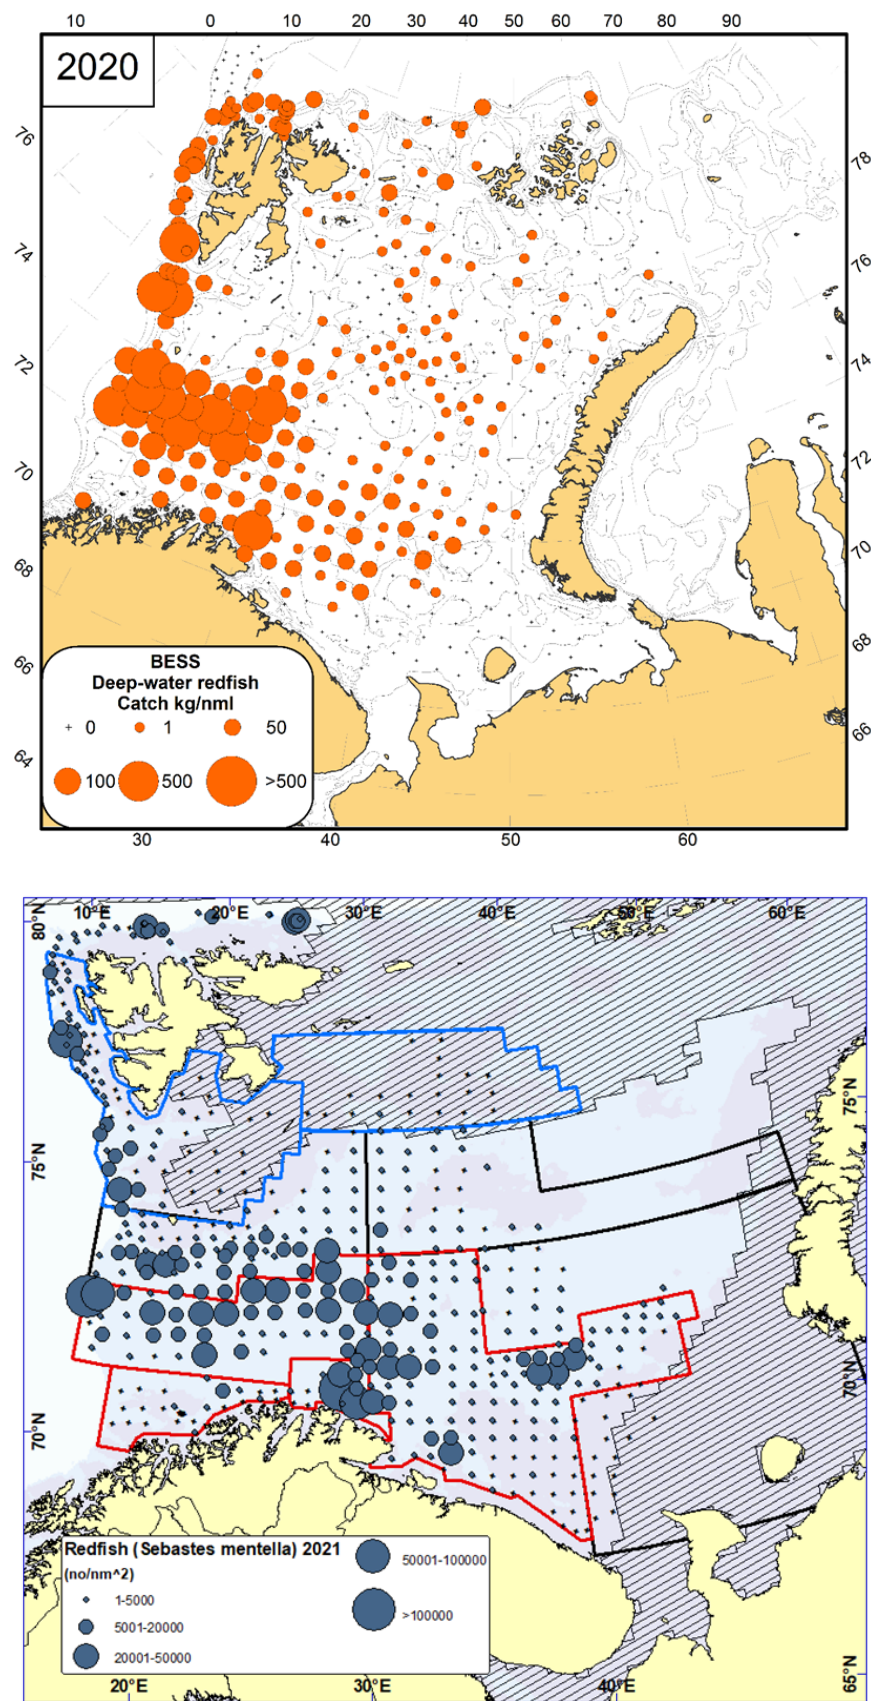 10 0 10 20 30 40 50 60 70 80 90
2020
76
78
74
76
72
74
70
72
68
70
66
68
64
66
BESS
Deep-water redfish
Catch kg/nml
0 1 50
100 500 >500
30 40 50 60
10°E 20°E 30°E 40°E 50°E 60°E
80°N
75°N
75°N
70°N
70°N
65°N
Redfish (Sebastes mentella) 2021
(no/nm^2)
1-5000
5001-20000
20001-50000
50001-100000
>100000
20°E 30°E 40°E